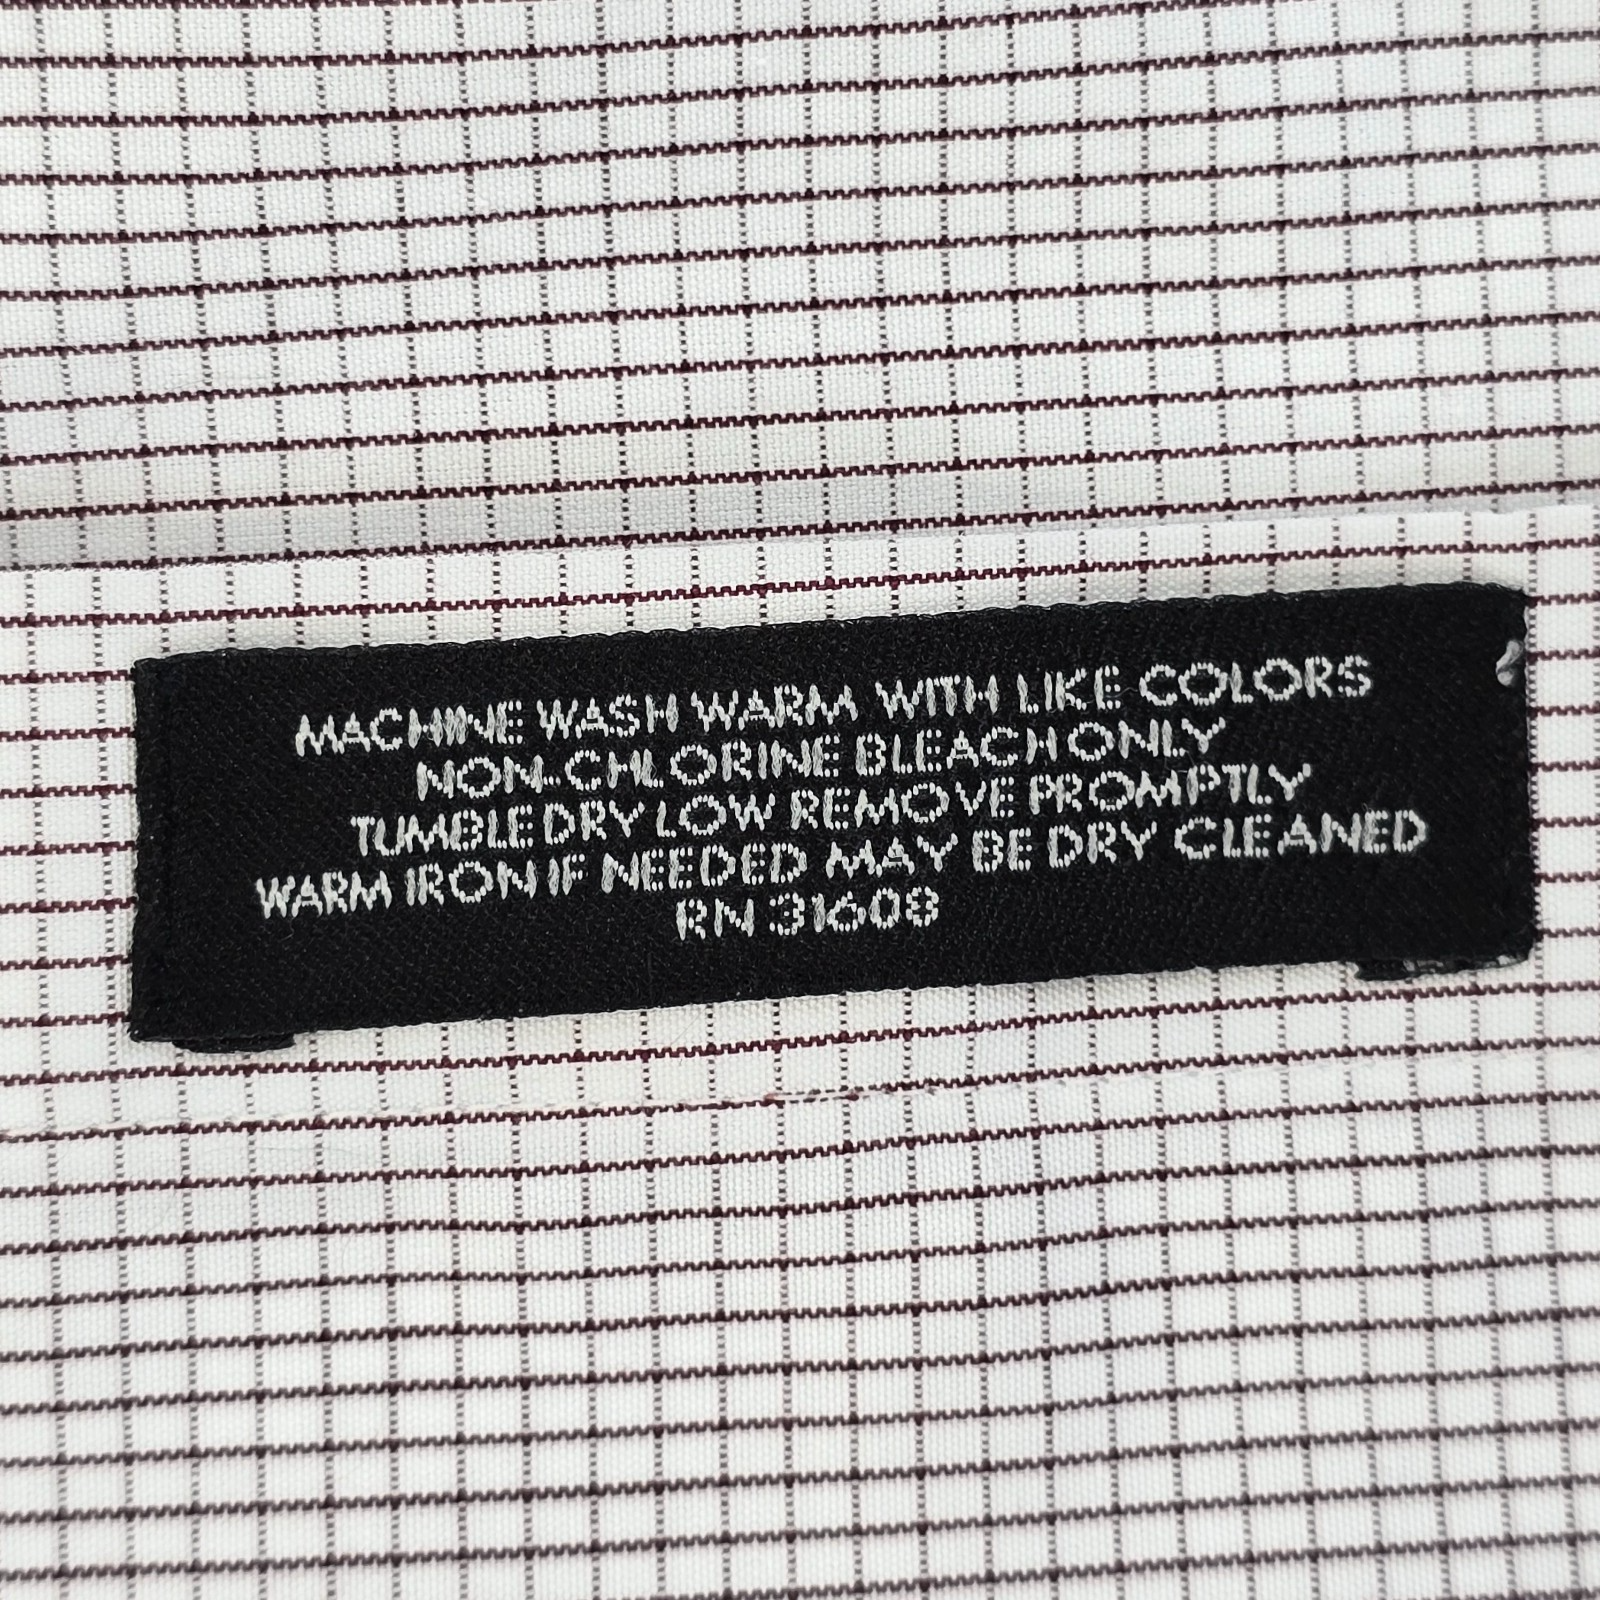 MACHINE WASH WARM WITH LIKE COLORS
NON-CHLORINE BLEACH ONLY
TUMBLE DRY LOW REMOVE PROMPTLY
WARM IRON IF NEEDED MAY BE DRY CLEANED
RN 31608